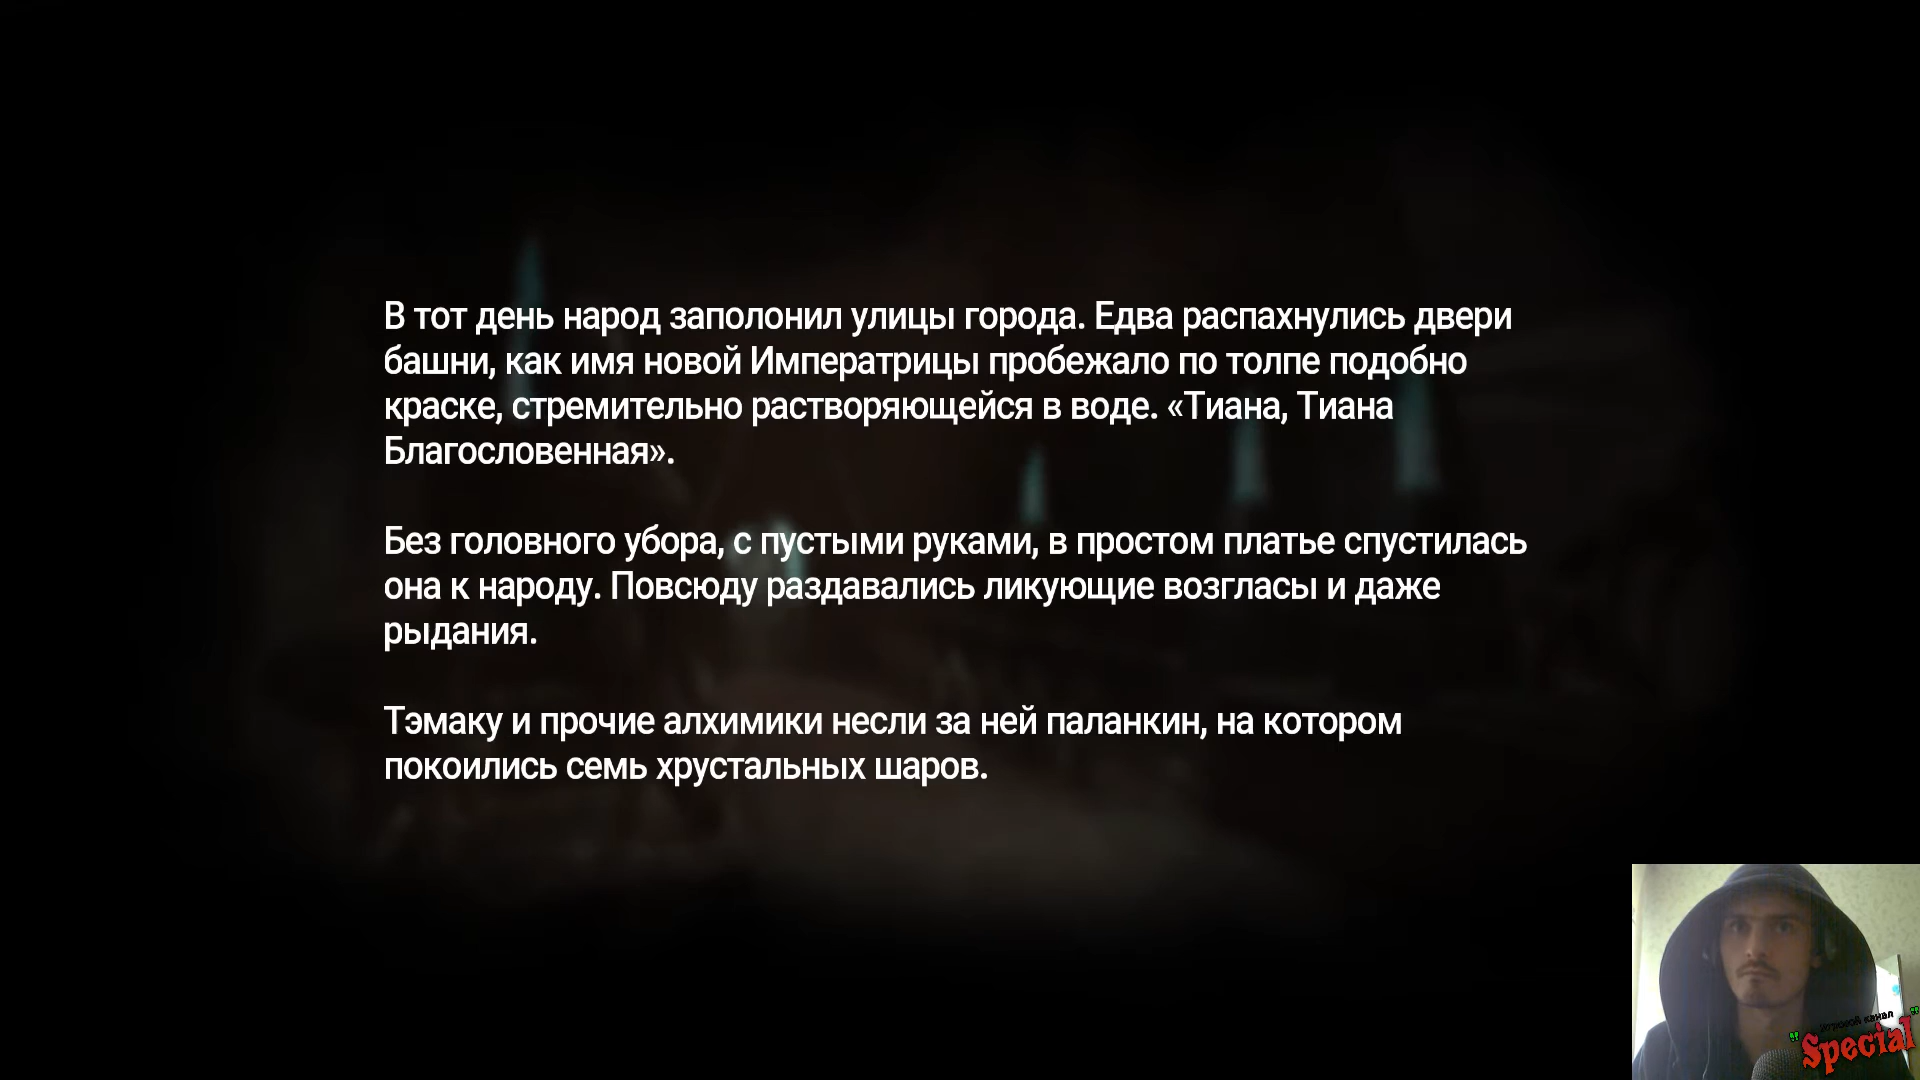 В тот день народ заполонил улицы города. Едва распахнулись двери
башни, как имя новой Императрицы пробежало по толпе подобно
краске, стремительно растворяющейся в воде. «Тиана, Тиана
Благословенная».
Без головного убора, с пустыми руками, в простом платье спустилась
она к народу. Повсюду раздавались ликующие возгласы и даже
рыдания.
Тэмаку и прочие алхимики несли за ней паланкин, на котором
покоились семь хрустальных шаров.
игровой канал
"Special"